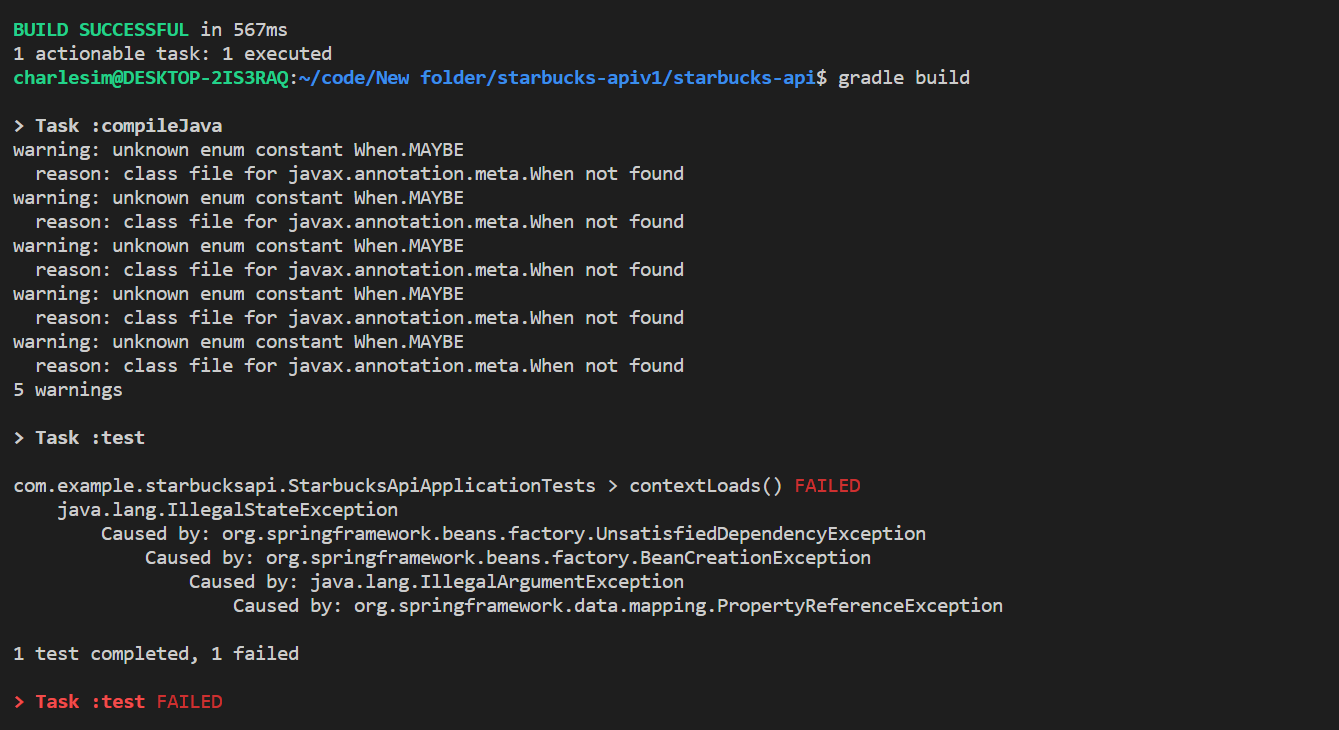 BUILD SUCCESSFUL in 567ms
1 actionable task: 1 executed
charlesim@DESKTOP-2IS3RAQ:~/code/New folder/starbucks-apiv1/starbucks-api$ gradle build
> Task :compileJava
warning: unknown enum constant When.MAYBE
  reason: class file for javax.annotation.meta.When not found
warning: unknown enum constant When.MAYBE
  reason: class file for javax.annotation.meta.When not found
warning: unknown enum constant When.MAYBE
  reason: class file for javax.annotation.meta.When not found
warning: unknown enum constant When.MAYBE
  reason: class file for javax.annotation.meta.When not found
warning: unknown enum constant When.MAYBE
  reason: class file for javax.annotation.meta.When not found
5 warnings
> Task :test
com.example.starbucksapi.StarbucksApiApplicationTests > contextLoads() FAILED
    java.lang.IllegalStateException
        Caused by: org.springframework.beans.factory.UnsatisfiedDependencyException
            Caused by: org.springframework.beans.factory.BeanCreationException
                Caused by: java.lang.IllegalArgumentException
                    Caused by: org.springframework.data.mapping.PropertyReferenceException
1 test completed, 1 failed
> Task :test FAILED